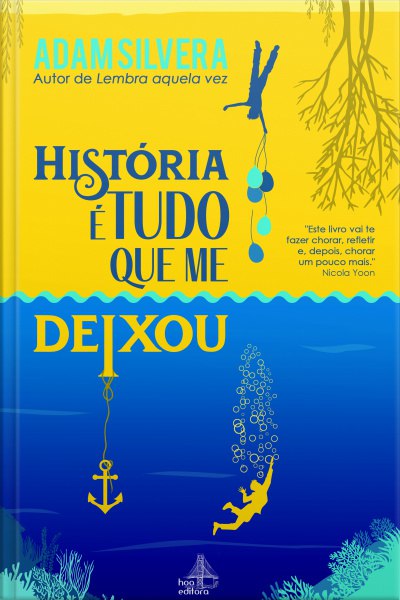 ADAM SILVERA
Autor de Lembra aquela vez
HISTÓRIA
É TUDO
QUE ME
DEIXOU
"Este livro vai te
fazer chorar, refletir
e, depois, chorar
um pouco mais."
Nicola Yoon
hoo
editora